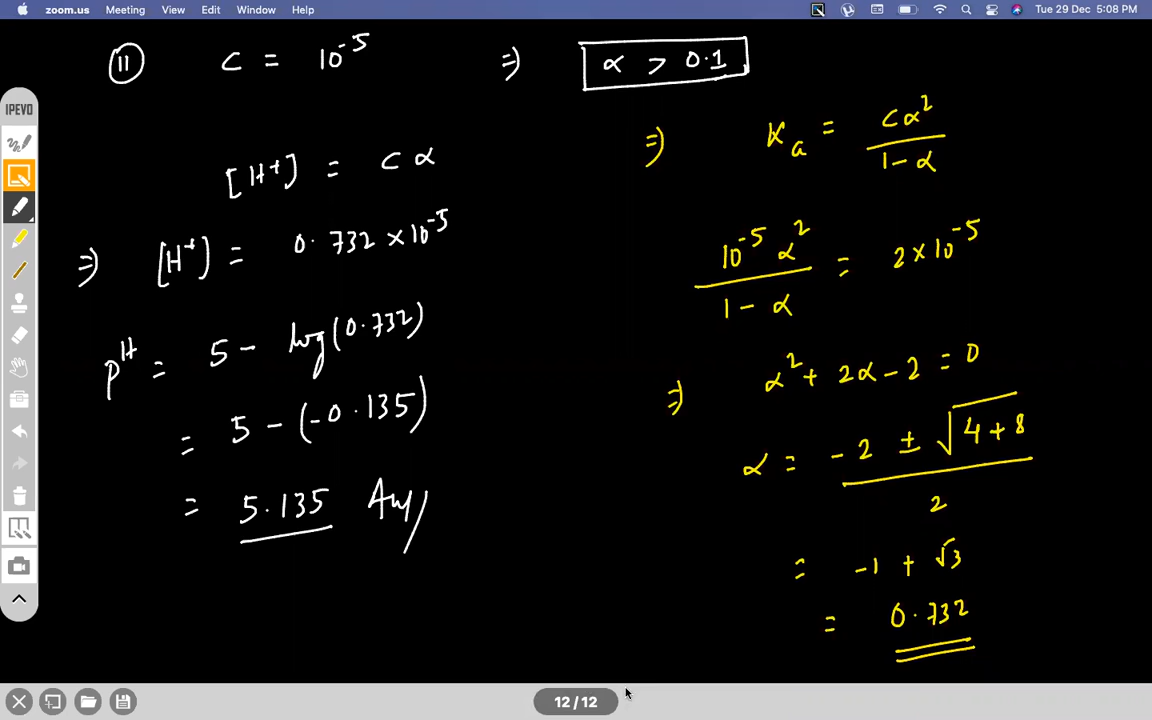 zoom.us Meeting View Edit Window Help Tue 29 Dec 5:08 PM
IPEVO
(11) C = 10⁻⁵ ⇒ α > 0.1
[H+] = C α
⇒ [H+] = 0.732 × 10⁻⁵
pH = 5 - log(0.732)
= 5 - (-0.135)
= 5.135 Ans
⇒ Kₐ = Cα² / 1 - α
10⁻⁵ α² / 1 - α = 2 × 10⁻⁵
⇒ α² + 2α - 2 = 0
α = -2 ± √4 + 8 / 2
= -1 + √3
= 0.732
12 / 12